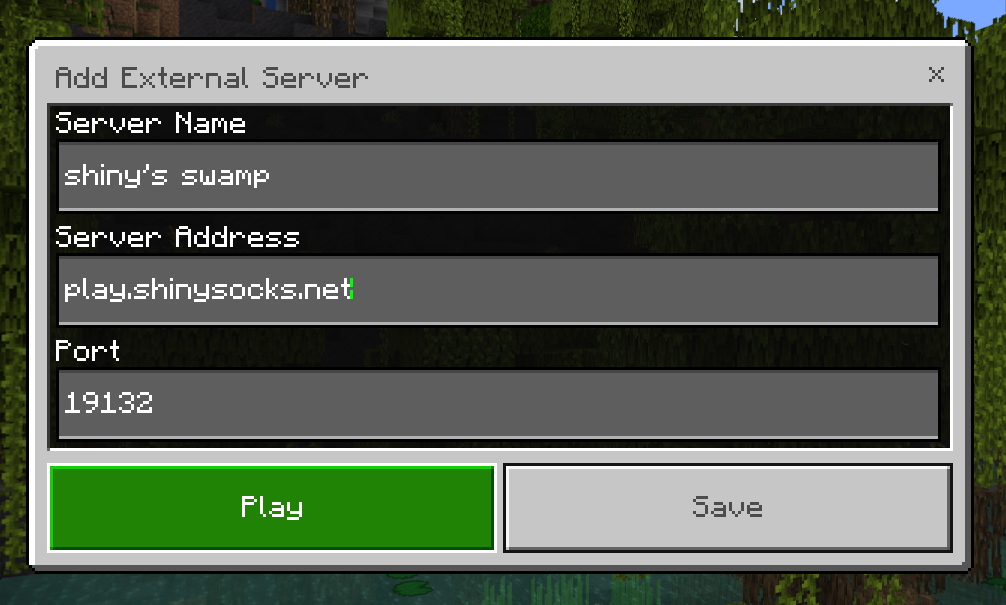 Add External Server
Server Name
shiny's swamp
Server Address
play.shinysocks.net
Port
19132
Play
Save